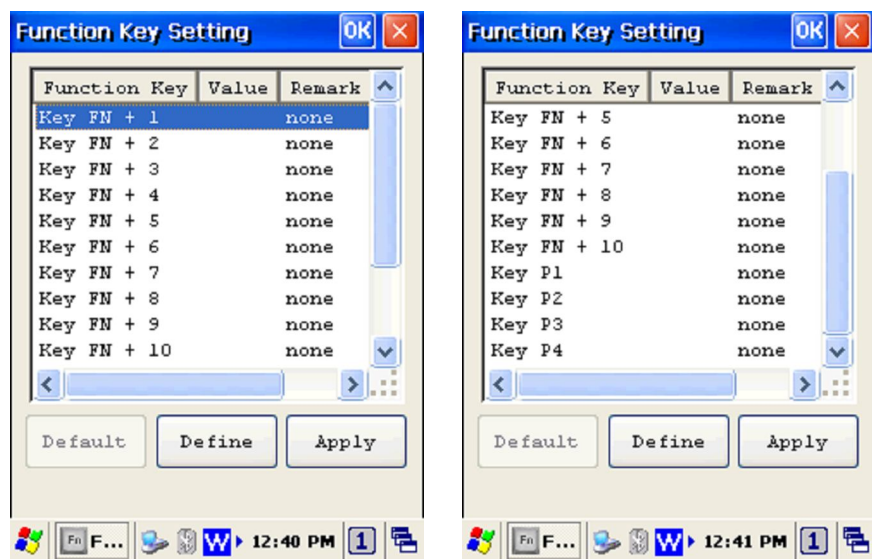 Function Key Setting OK
Function Key Value Remark
Key FN + 1 none
Key FN + 2 none
Key FN + 3 none
Key FN + 4 none
Key FN + 5 none
Key FN + 6 none
Key FN + 7 none
Key FN + 8 none
Key FN + 9 none
Key FN + 10 none
Default Define Apply
Fn F... W 12:40 PM 1
Function Key Setting OK
Function Key Value Remark
Key FN + 5 none
Key FN + 6 none
Key FN + 7 none
Key FN + 8 none
Key FN + 9 none
Key FN + 10 none
Key P1 none
Key P2 none
Key P3 none
Key P4 none
Default Define Apply
Fn F... W 12:41 PM 1